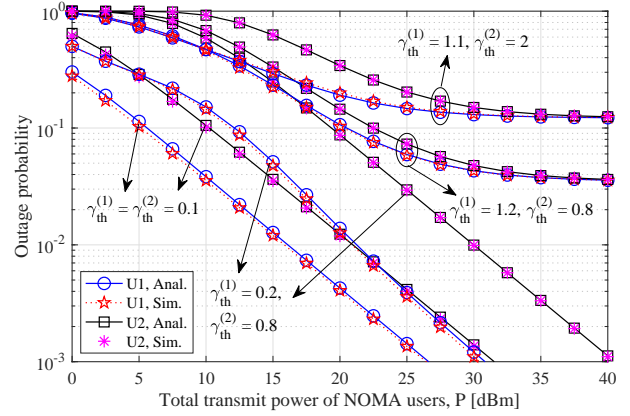 10^0
10^-1
10^-2
10^-3
Outage probability
γ_th^(1) = 1.1, γ_th^(2) = 2
γ_th^(1) = 1.2, γ_th^(2) = 0.8
γ_th^(1) = γ_th^(2) = 0.1
γ_th^(1) = 0.2,
γ_th^(2) = 0.8
U1, Anal.
U1, Sim.
U2, Anal.
U2, Sim.
0 5 10 15 20 25 30 35 40
Total transmit power of NOMA users, P [dBm]